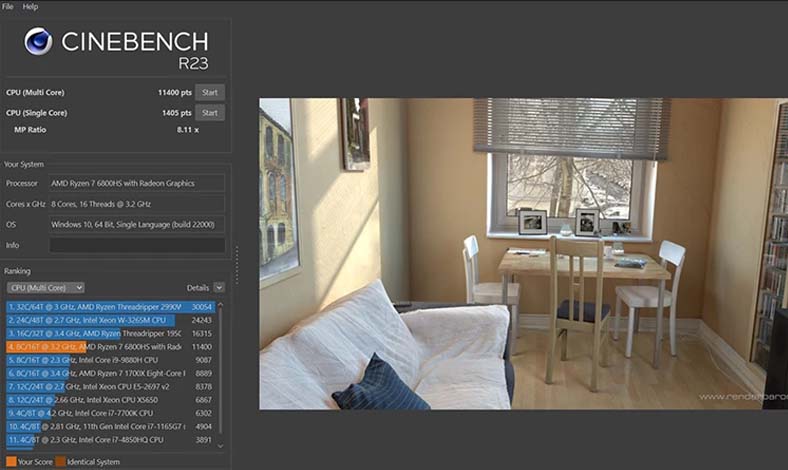 File Help
CINEBENCH
R23
CPU (Multi Core) 11400 pts Start
CPU (Single Core) 1405 pts Start
MP Ratio 8.11 x
Your System
Processor AMD Ryzen 7 6800HS with Radeon Graphics
Cores x GHz 8 Cores, 16 Threads @ 3.2 GHz
OS Windows 10, 64 Bit, Single Language (build 22000)
Info
Ranking
CPU (Multi Core) Details
1. 32C/64T @ 3 GHz, AMD Ryzen Threadripper 2990W 30054
2. 24C/48T @ 2.7 GHz, Intel Xeon W-3265M CPU 24243
3. 16C/32T @ 3.4 GHz, AMD Ryzen Threadripper 1950 16315
4. 8C/16T @ 3.2 GHz, AMD Ryzen 7 6800HS with Rade 11400
5. 8C/16T @ 2.3 GHz, Intel Core i9-9880H CPU 9087
6. 8C/16T @ 3.4 GHz, AMD Ryzen 7 1700X Eight-Core 8889
7. 12C/24T @ 2.7 GHz, Intel Xeon CPU E5-2697 v2 8378
8. 12C/24T @ 2.66 GHz, Intel Xeon CPU X5650 6867
9. 4C/8T @ 4.2 GHz, Intel Core i7-7700K CPU 6302
10. 4C/8T @ 2.81 GHz, 11th Gen Intel Core i7-1165G7 4904
11. 4C/8T @ 2.3 GHz, Intel Core i7-4850HQ CPU 3891
Your Score Identical System
www.renderbaro